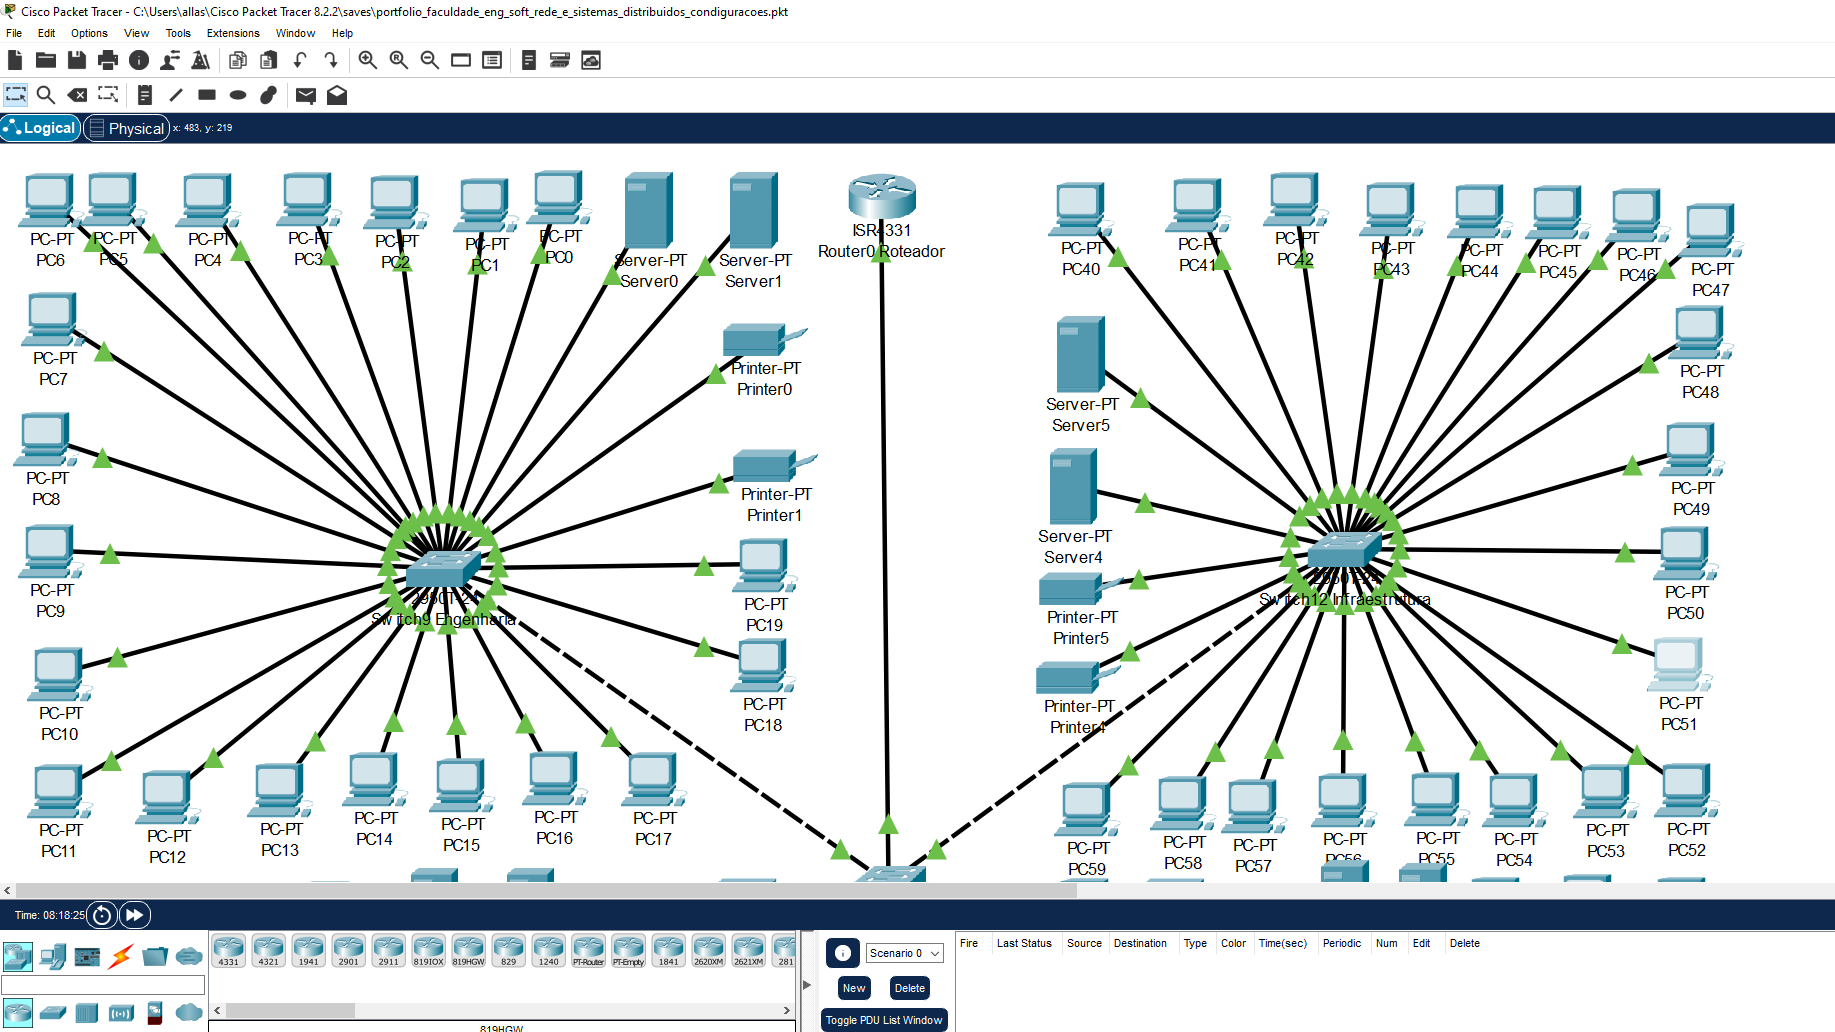 Cisco Packet Tracer - C:\Users\allas\Cisco Packet Tracer 8.2.2\saves\portfolio_faculdade_eng_soft_rede_e_sistemas_distribuidos_condiguracoes.pkt
File Edit Options View Tools Extensions Window Help
Logical Physical x: 483, y: 219
PC-PT
PC6
PC-PT
PC5
PC-PT
PC4
PC-PT
PC3
PC-PT
PC2
PC-PT
PC1
PC-PT
PC0
Server-PT
Server0
Server-PT
Server1
ISR4331
Router0 Roteador
PC-PT
PC40
PC-PT
PC41
PC-PT
PC42
PC-PT
PC43
PC-PT
PC44
PC-PT
PC45
PC-PT
PC46
PC-PT
PC47
PC-PT
PC7
Printer-PT
Printer0
Server-PT
Server5
PC-PT
PC48
PC-PT
PC8
Printer-PT
Printer1
Server-PT
Server4
PC-PT
PC49
PC-PT
PC9
2950T-24
Switch9 Engenharia
PC-PT
PC19
Printer-PT
Printer5
2950T-24
Switch12 Infraestrutura
PC-PT
PC50
PC-PT
PC10
PC-PT
PC18
Printer-PT
Printer4
PC-PT
PC51
PC-PT
PC11
PC-PT
PC12
PC-PT
PC13
PC-PT
PC14
PC-PT
PC15
PC-PT
PC16
PC-PT
PC17
PC-PT
PC59
PC-PT
PC58
PC-PT
PC57
PC-PT
PC56
PC-PT
PC55
PC-PT
PC54
PC-PT
PC53
PC-PT
PC52
Time: 08:18:25
4331 4321 1941 2901 2911 819IOX 819HGW 829 1240 PT-Router PT-Empty 1841 2620XM 2621XM 281
819HGW
Scenario 0
New Delete
Toggle PDU List Window
Fire Last Status Source Destination Type Color Time(sec) Periodic Num Edit Delete